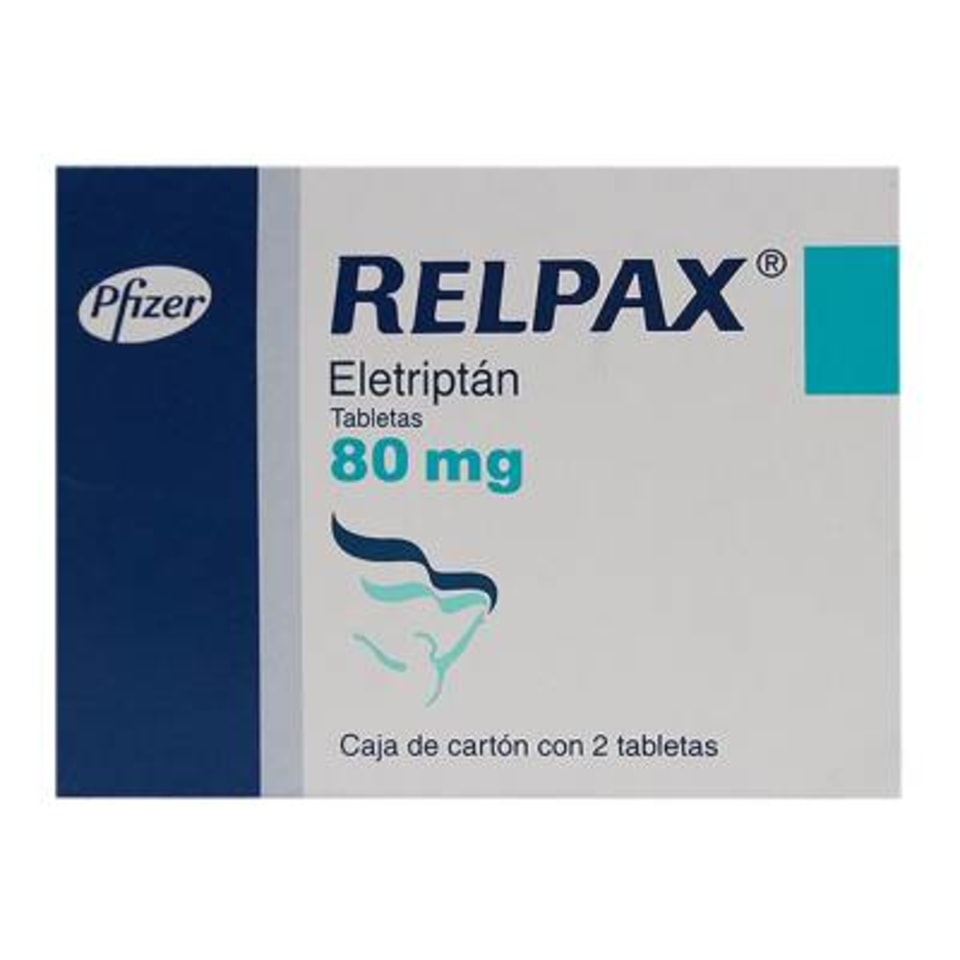 Pfizer
RELPAX®
Eletriptán
Tabletas
80 mg
Caja de cartón con 2 tabletas